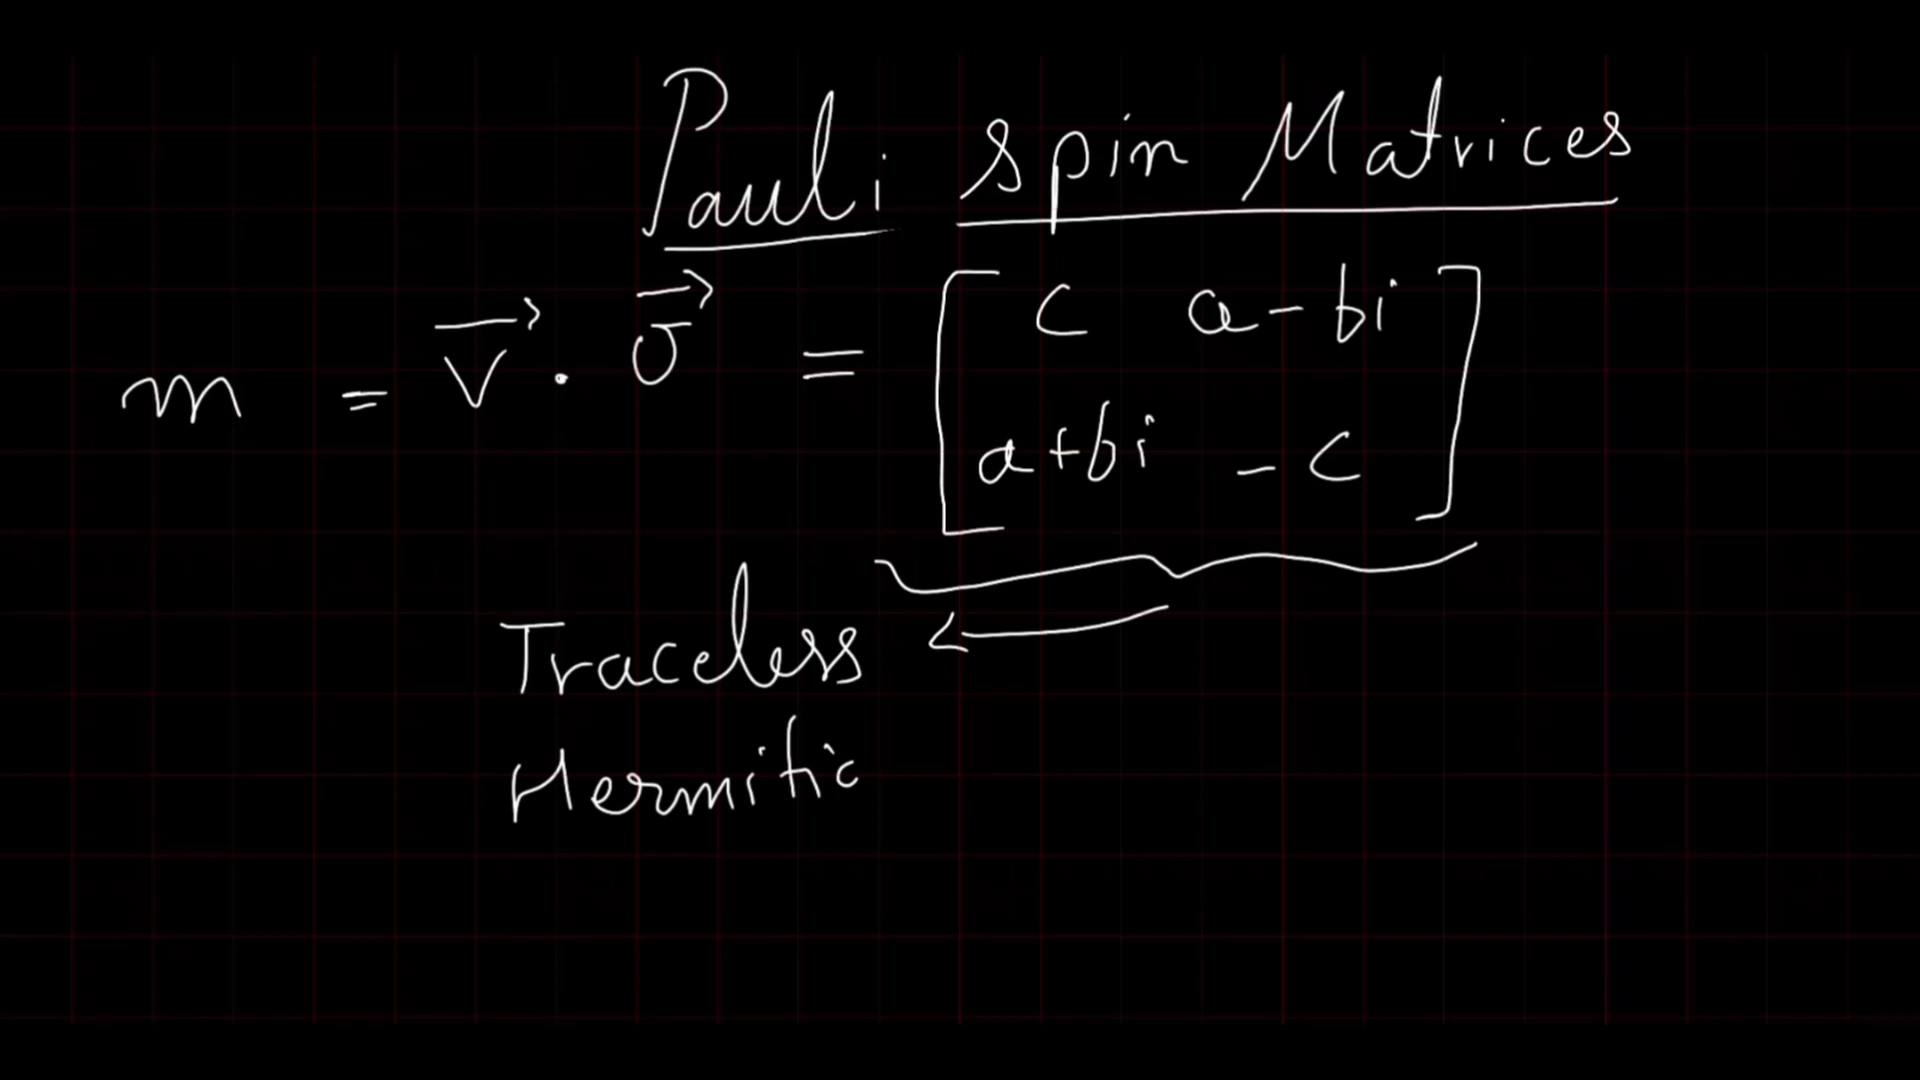 Pauli spin Matrices
m = v⃗ . σ⃗ = [ c a - bi
a + bi - c ]
Traceless
Hermitic